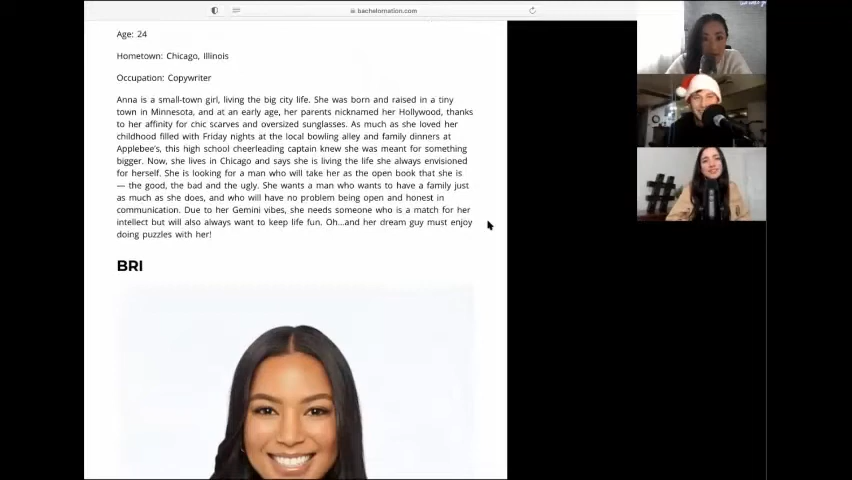 bachelornation.com
Age: 24
Hometown: Chicago, Illinois
Occupation: Copywriter
Anna is a small-town girl, living the big city life. She was born and raised in a tiny
town in Minnesota, and at an early age, her parents nicknamed her Hollywood, thanks
to her affinity for chic scarves and oversized sunglasses. As much as she loved her
childhood filled with Friday nights at the local bowling alley and family dinners at
Applebee's, this high school cheerleading captain knew she was meant for something
bigger. Now, she lives in Chicago and says she is living the life she always envisioned
for herself. She is looking for a man who will take her as the open book that she is
— the good, the bad and the ugly. She wants a man who wants to have a family just
as much as she does, and who will have no problem being open and honest in
communication. Due to her Gemini vibes, she needs someone who is a match for her
intellect but will also always want to keep life fun. Oh...and her dream guy must enjoy
doing puzzles with her!
BRI